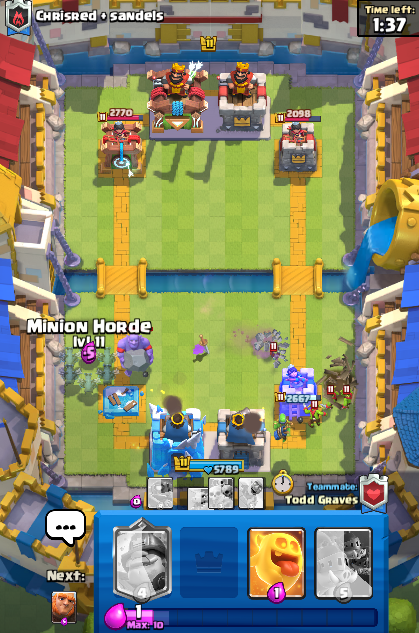 Chrisred + sandels
Time left:
1:37
2770
2098
Minion Horde
lvl 11
-5
2667
5789
Teammate:
Todd Graves
...
4
1
5
Next:
1
Max: 10